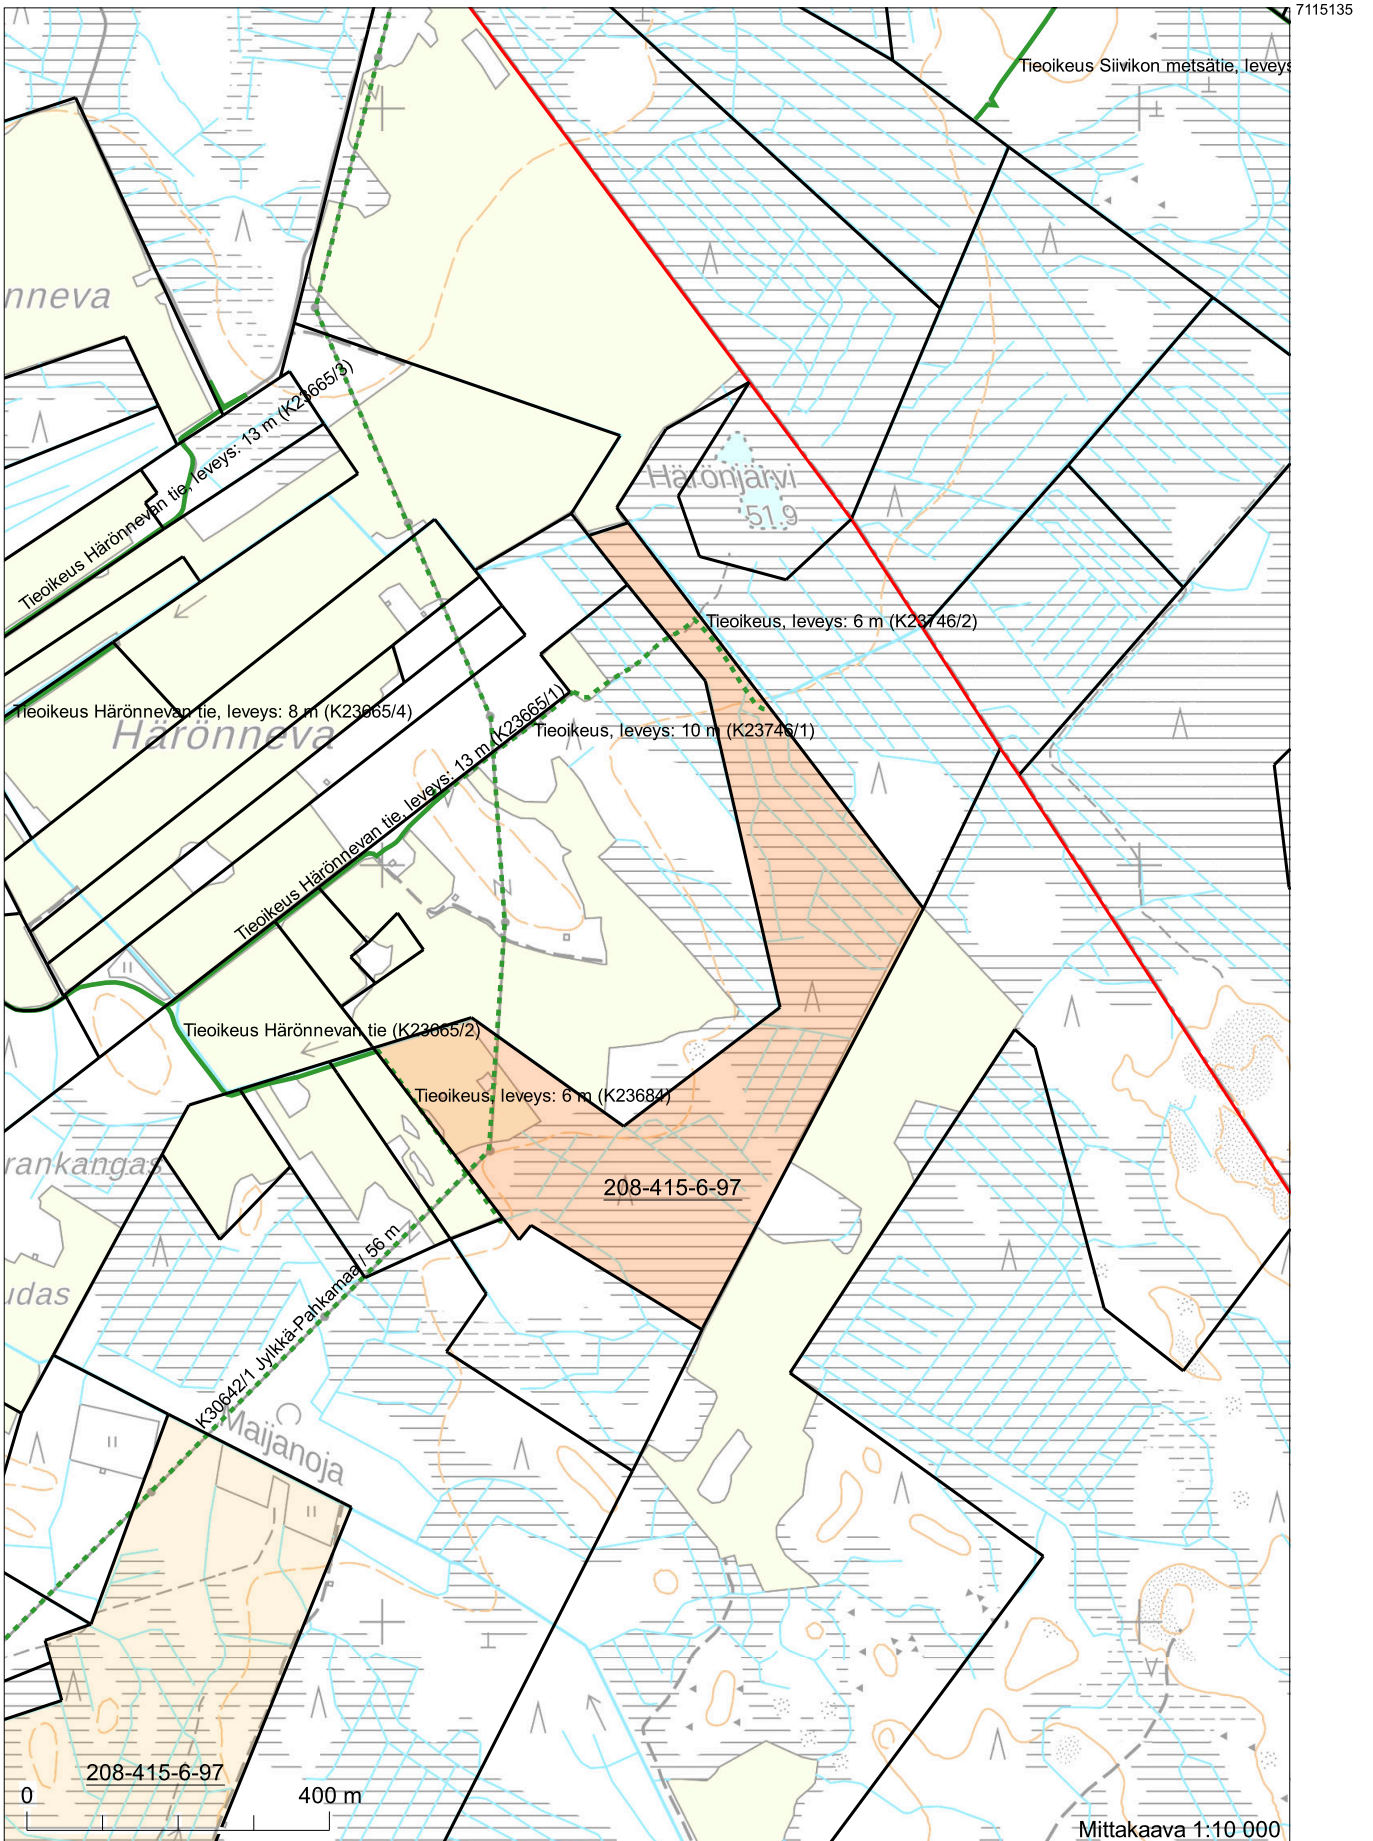 7115135
Tieoikeus Siivikon metsätie, leveys
nneva
Tieoikeus Härönnevan tie, leveys: 13 m (K23665/3)
Härönjärvi
51.9
Tieoikeus, leveys: 6 m (K23746/2)
Tieoikeus Härönnevan tie, leveys: 8 m (K23665/4)
Härönneva
Tieoikeus, leveys: 10 m (K23746/1)
Tieoikeus Härönnevan tie, leveys: 13 m (K23665/1)
Tieoikeus Härönnevan tie (K23665/2)
Tieoikeus, leveys: 6 m (K23684)
rankangas
208-415-6-97
udas
K30642/1 Jylkkä-Pahkamaa / 56 m
Maijanoja
208-415-6-97
0 400 m
Mittakaava 1:10 000